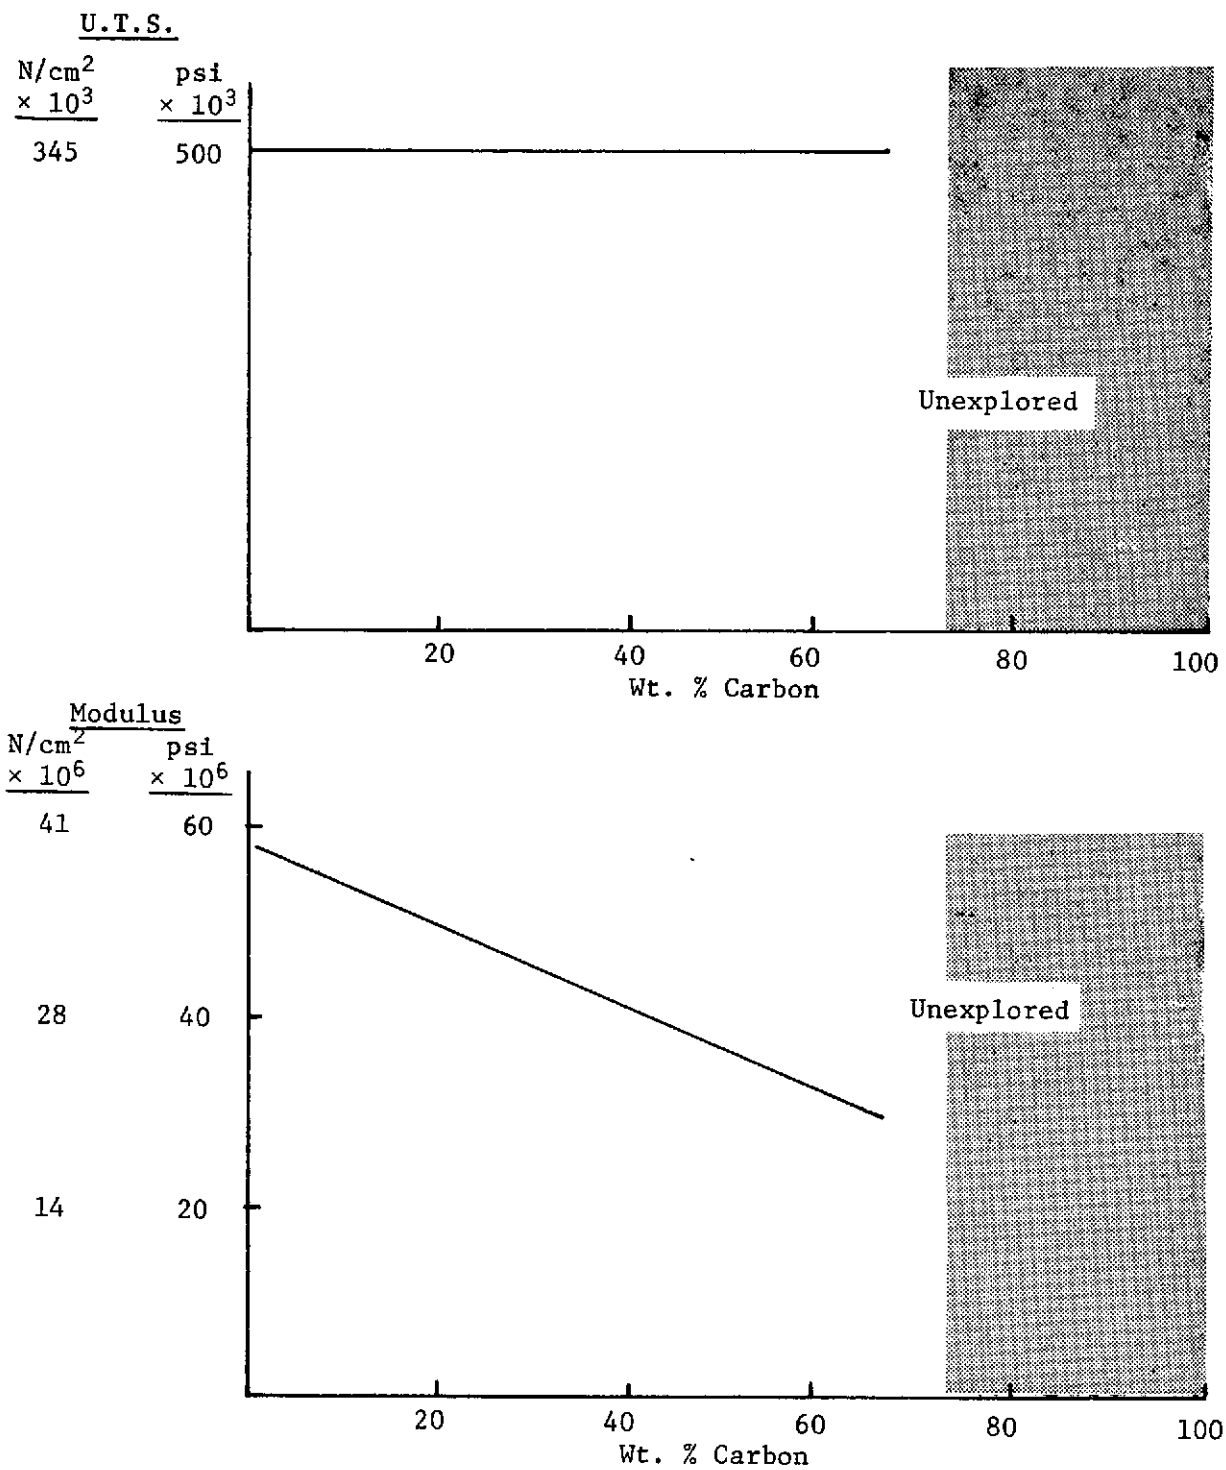 U.T.S.
N/cm² psi
× 10³ × 10³
345 500
Unexplored
20 40 60 80 100
Wt. % Carbon
Modulus
N/cm² psi
× 10⁶ × 10⁶
41 60
28 40
Unexplored
14 20
20 40 60 80 100
Wt. % Carbon